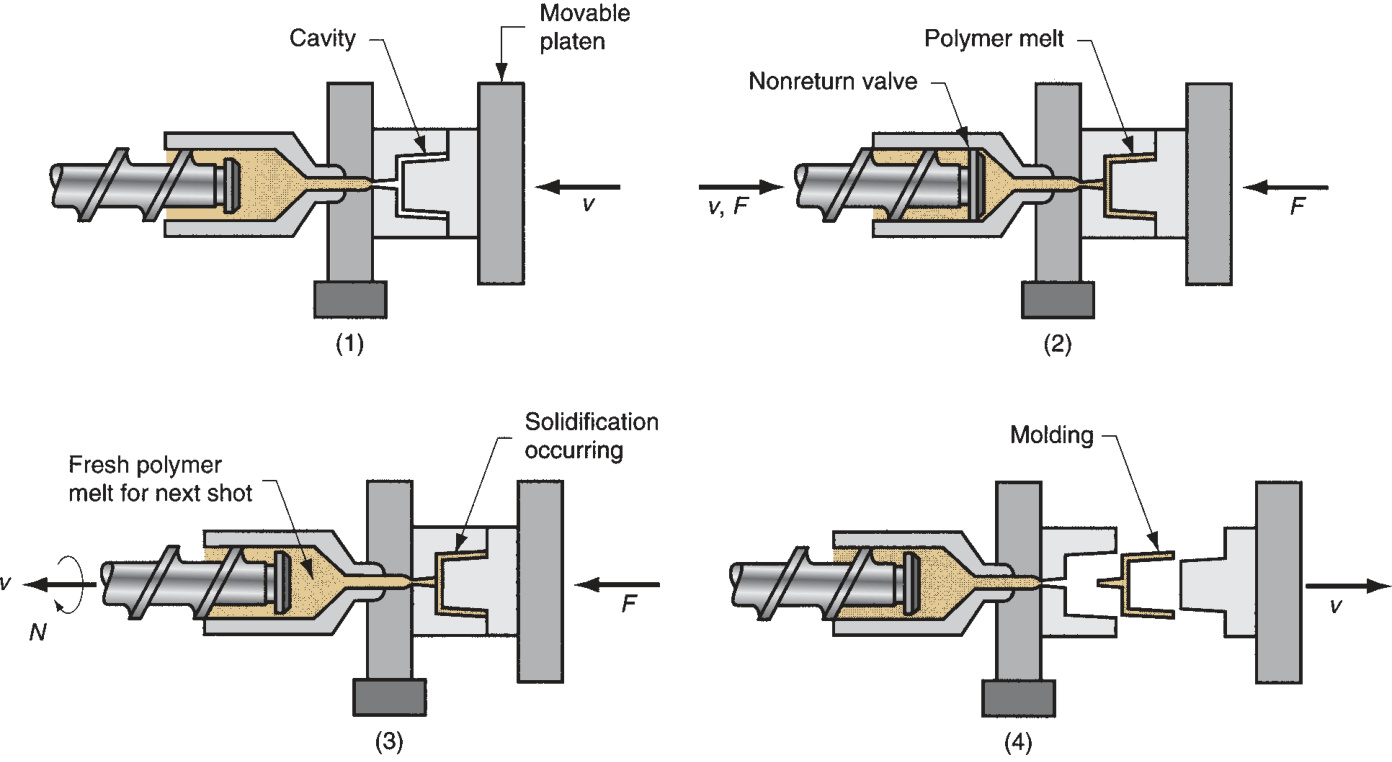 Cavity
Movable
platen
v
(1)
Polymer melt
Nonreturn valve
v, F
F
(2)
Solidification
occurring
Fresh polymer
melt for next shot
v
N
F
(3)
Molding
v
(4)